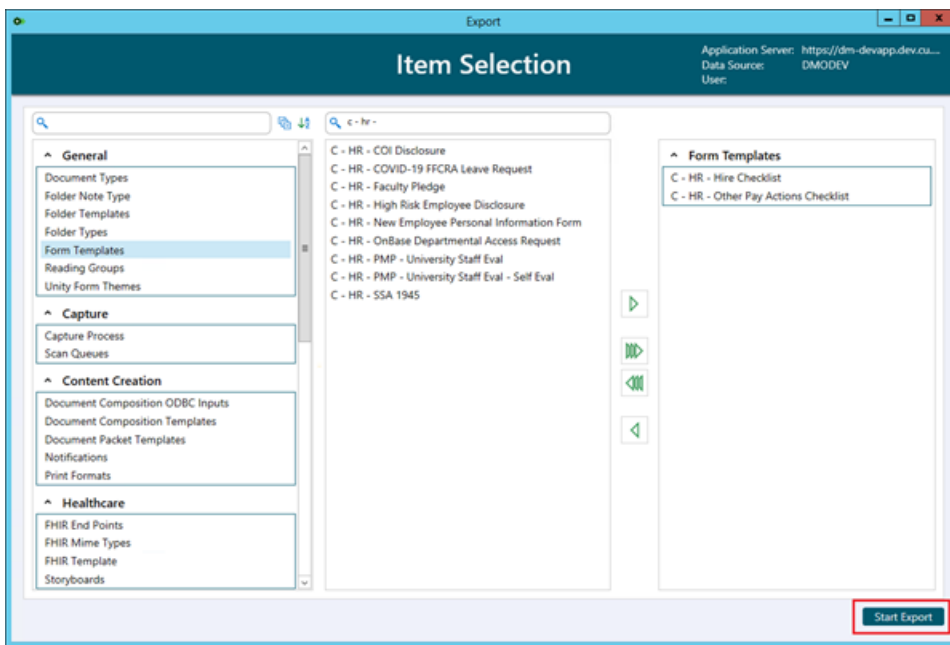 Export
Item Selection
Application Server: https://dm-devapp.dev.cu....
Data Source: DMODEV
User:
c - hr -
General
Document Types
Folder Note Type
Folder Templates
Folder Types
Form Templates
Reading Groups
Unity Form Themes
Capture
Capture Process
Scan Queues
Content Creation
Document Composition ODBC Inputs
Document Composition Templates
Document Packet Templates
Notifications
Print Formats
Healthcare
FHIR End Points
FHIR Mime Types
FHIR Template
Storyboards
C - HR - COI Disclosure
C - HR - COVID-19 FFCRA Leave Request
C - HR - Faculty Pledge
C - HR - High Risk Employee Disclosure
C - HR - New Employee Personal Information Form
C - HR - OnBase Departmental Access Request
C - HR - PMP - University Staff Eval
C - HR - PMP - University Staff Eval - Self Eval
C - HR - SSA 1945
Form Templates
C - HR - Hire Checklist
C - HR - Other Pay Actions Checklist
Start Export